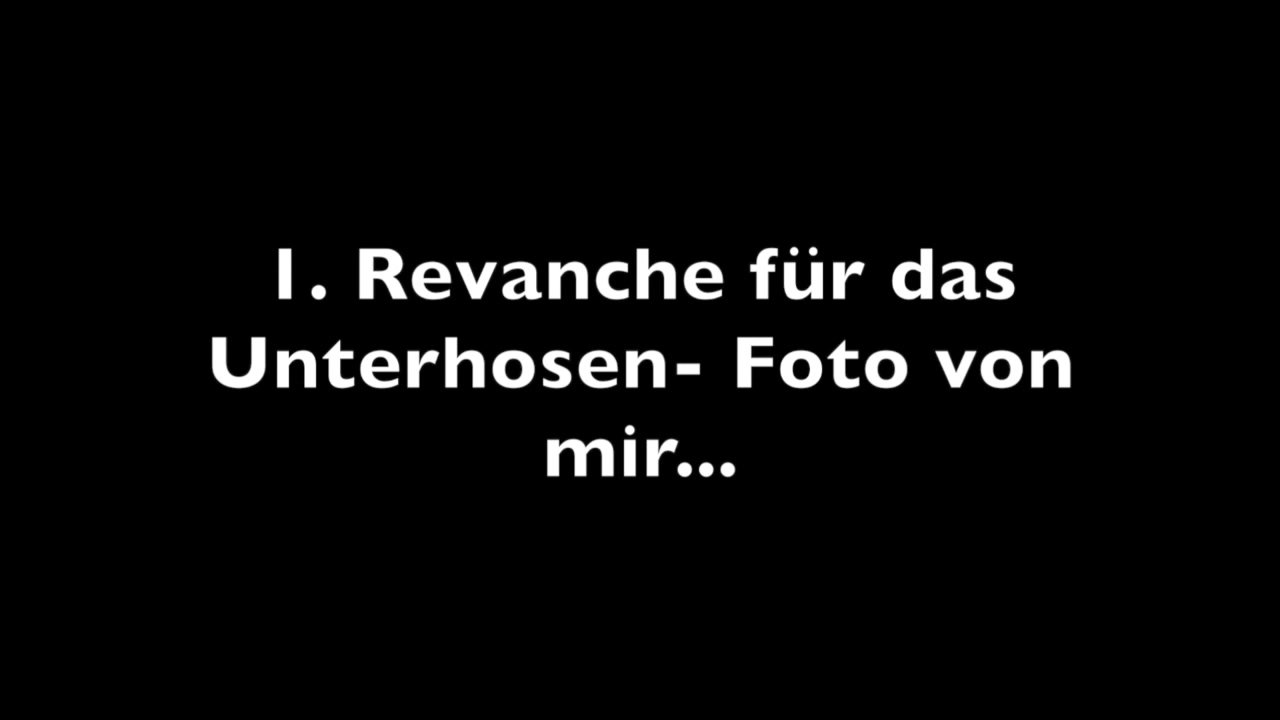 1. Revanche für das
Unterhosen- Foto von
mir...